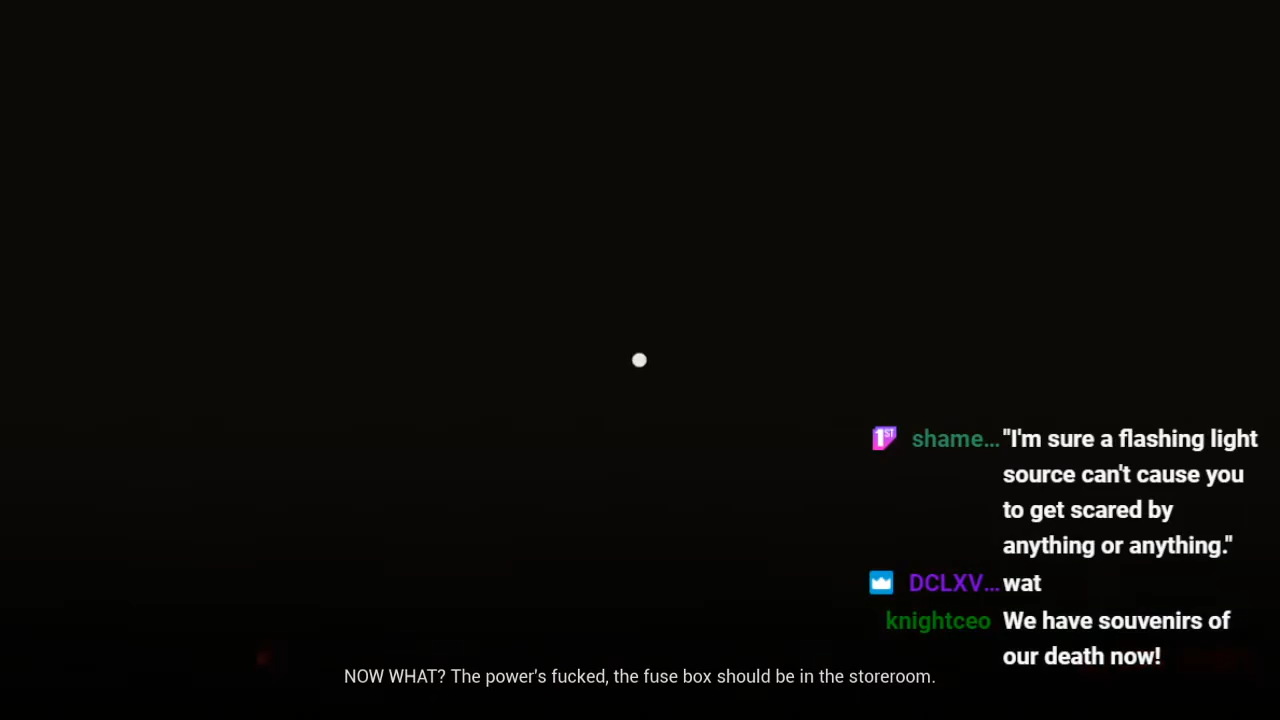 shame… "I'm sure a flashing light
source can't cause you
to get scared by
anything or anything."
DCLXV… wat
knightceo We have souvenirs of
our death now!
NOW WHAT? The power's fucked, the fuse box should be in the storeroom.